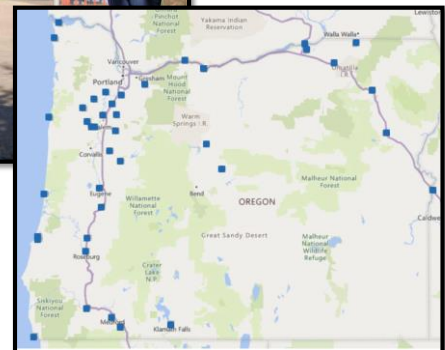 Pinchot
National
Forest
Yakama Indian
Reservation
Lewiston
Walla Walla
Vancouver
Portland
Gresham
Mount
Hood
National
Forest
Umatilla
I.R.
Warm
Springs I.R.
Corvallis
Malheur National
Forest
Eugene
Willamette
National
Forest
Bend
OREGON
Great Sandy Desert
Malheur
National
Wildlife
Refuge
Caldwe
Roseburg
Crater
Lake
N.P.
Siskiyou
National
Forest
Medford
Klamath Falls